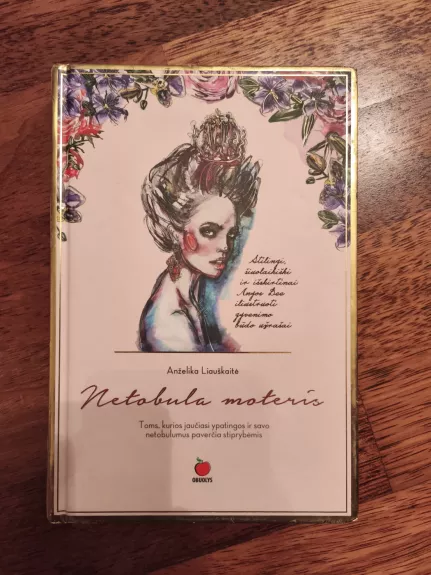 Stilingi,
šiuolaikiški
ir išskirtinai
Angos Dee
iliustruoti
gyvenimo
būdo užrašai
Anželika Liauškaitė
Netobula moteris
Toms, kurios jaučiasi ypatingos ir savo
netobulumus paverčia stiprybėmis
OBUOLYS